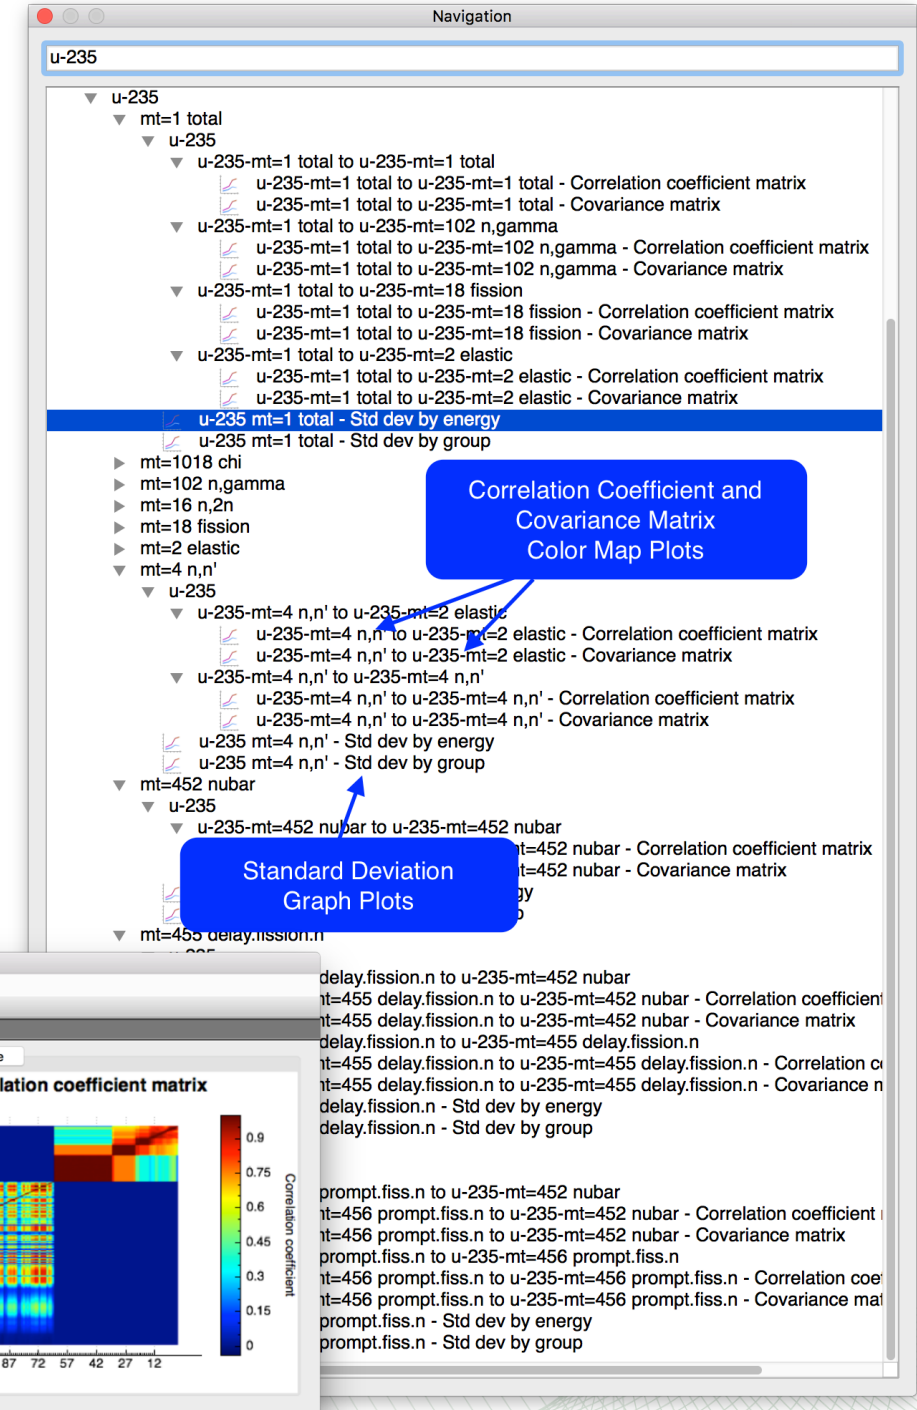 Navigation
u-235
u-235
mt=1 total
u-235
u-235-mt=1 total to u-235-mt=1 total
u-235-mt=1 total to u-235-mt=1 total - Correlation coefficient matrix
u-235-mt=1 total to u-235-mt=1 total - Covariance matrix
u-235-mt=1 total to u-235-mt=102 n,gamma
u-235-mt=1 total to u-235-mt=102 n,gamma - Correlation coefficient matrix
u-235-mt=1 total to u-235-mt=102 n,gamma - Covariance matrix
u-235-mt=1 total to u-235-mt=18 fission
u-235-mt=1 total to u-235-mt=18 fission - Correlation coefficient matrix
u-235-mt=1 total to u-235-mt=18 fission - Covariance matrix
u-235-mt=1 total to u-235-mt=2 elastic
u-235-mt=1 total to u-235-mt=2 elastic - Correlation coefficient matrix
u-235-mt=1 total to u-235-mt=2 elastic - Covariance matrix
u-235 mt=1 total - Std dev by energy
u-235 mt=1 total - Std dev by group
mt=1018 chi
mt=102 n,gamma
mt=16 n,2n
mt=18 fission
mt=2 elastic
Correlation Coefficient and
Covariance Matrix
Color Map Plots
mt=4 n,n'
u-235
u-235-mt=4 n,n' to u-235-mt=2 elastic
u-235-mt=4 n,n' to u-235-mt=2 elastic - Correlation coefficient matrix
u-235-mt=4 n,n' to u-235-mt=2 elastic - Covariance matrix
u-235-mt=4 n,n' to u-235-mt=4 n,n'
u-235-mt=4 n,n' to u-235-mt=4 n,n' - Correlation coefficient matrix
u-235-mt=4 n,n' to u-235-mt=4 n,n' - Covariance matrix
u-235 mt=4 n,n' - Std dev by energy
u-235 mt=4 n,n' - Std dev by group
mt=452 nubar
u-235
u-235-mt=452 nubar to u-235-mt=452 nubar
t=452 nubar - Correlation coefficient matrix
t=452 nubar - Covariance matrix
gy
Standard Deviation
Graph Plots
mt=455 delay.fission.n
delay.fission.n to u-235-mt=452 nubar
t=455 delay.fission.n to u-235-mt=452 nubar - Correlation coefficient
t=455 delay.fission.n to u-235-mt=452 nubar - Covariance matrix
delay.fission.n to u-235-mt=455 delay.fission.n
t=455 delay.fission.n to u-235-mt=455 delay.fission.n - Correlation c
t=455 delay.fission.n to u-235-mt=455 delay.fission.n - Covariance
delay.fission.n - Std dev by energy
delay.fission.n - Std dev by group
prompt.fiss.n to u-235-mt=452 nubar
t=456 prompt.fiss.n to u-235-mt=452 nubar - Correlation coefficient
t=456 prompt.fiss.n to u-235-mt=452 nubar - Covariance matrix
prompt.fiss.n to u-235-mt=456 prompt.fiss.n
t=456 prompt.fiss.n to u-235-mt=456 prompt.fiss.n - Correlation coe
t=456 prompt.fiss.n to u-235-mt=456 prompt.fiss.n - Covariance mat
prompt.fiss.n - Std dev by energy
prompt.fiss.n - Std dev by group
e
lation coefficient matrix
0.9
0.75
0.6
0.45
0.3
0.15
0
Correlation coefficient
87 72 57 42 27 12